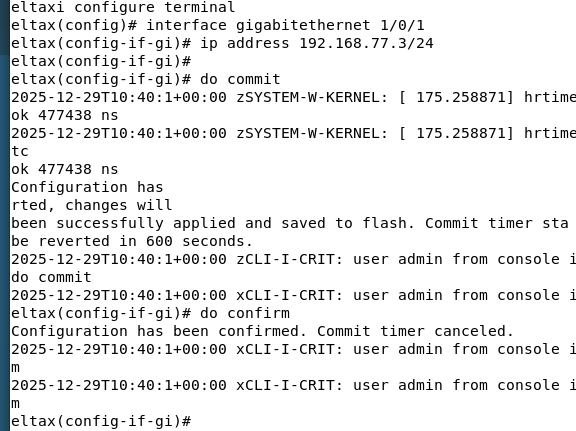 eltaxi configure terminal
eltax(config)# interface gigabitethernet 1/0/1
eltax(config-if-gi)# ip address 192.168.77.3/24
eltax(config-if-gi)#
eltax(config-if-gi)# do commit
2025-12-29T10:40:1+00:00 zSYSTEM-W-KERNEL: [ 175.258871] hrtime
ok 477438 ns
2025-12-29T10:40:1+00:00 zSYSTEM-W-KERNEL: [ 175.258871] hrtime
tc
ok 477438 ns
Configuration has
rted, changes will
been successfully applied and saved to flash. Commit timer sta
be reverted in 600 seconds.
2025-12-29T10:40:1+00:00 zCLI-I-CRIT: user admin from console i
do commit
2025-12-29T10:40:1+00:00 xCLI-I-CRIT: user admin from console i
eltax(config-if-gi)# do confirm
Configuration has been confirmed. Commit timer canceled.
2025-12-29T10:40:1+00:00 xCLI-I-CRIT: user admin from console i
m
2025-12-29T10:40:1+00:00 xCLI-I-CRIT: user admin from console i
m
eltax(config-if-gi)#